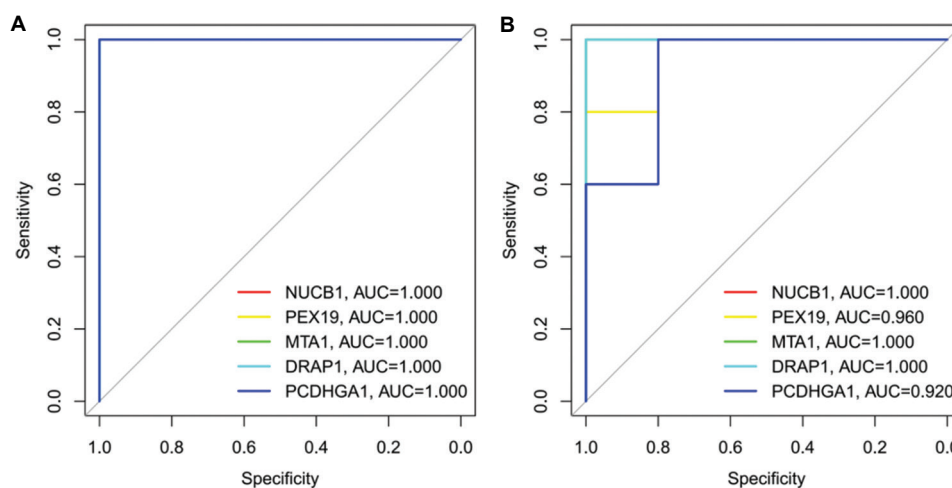 A
1.0
0.8
0.6
0.4
0.2
0.0
Sensitivity
NUCB1, AUC=1.000
PEX19, AUC=1.000
MTA1, AUC=1.000
DRAP1, AUC=1.000
PCDHGA1, AUC=1.000
1.0 0.8 0.6 0.4 0.2 0.0
Specificity
B
1.0
0.8
0.6
0.4
0.2
0.0
Sensitivity
NUCB1, AUC=1.000
PEX19, AUC=0.960
MTA1, AUC=1.000
DRAP1, AUC=1.000
PCDHGA1, AUC=0.920
1.0 0.8 0.6 0.4 0.2
Specificity